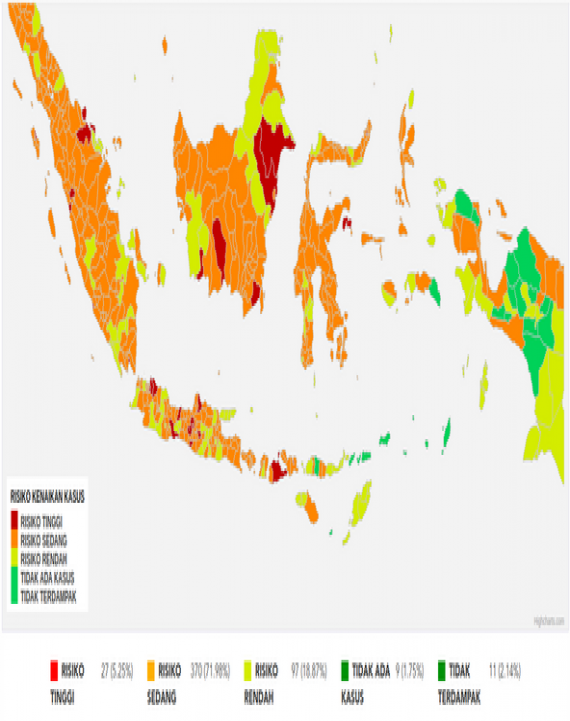 RISIKO KENAIKAN KASUS
RISIKO TINGGI
RISIKO SEDANG
RISIKO RENDAH
TIDAK ADA KASUS
TIDAK TERDAMPAK
Highcharts.com
RISIKO TINGGI 27 (5.25%)
RISIKO SEDANG 370 (71.98%)
RISIKO RENDAH 97 (18.87%)
TIDAK ADA KASUS 9 (1.75%)
TIDAK TERDAMPAK 11 (2.14%)